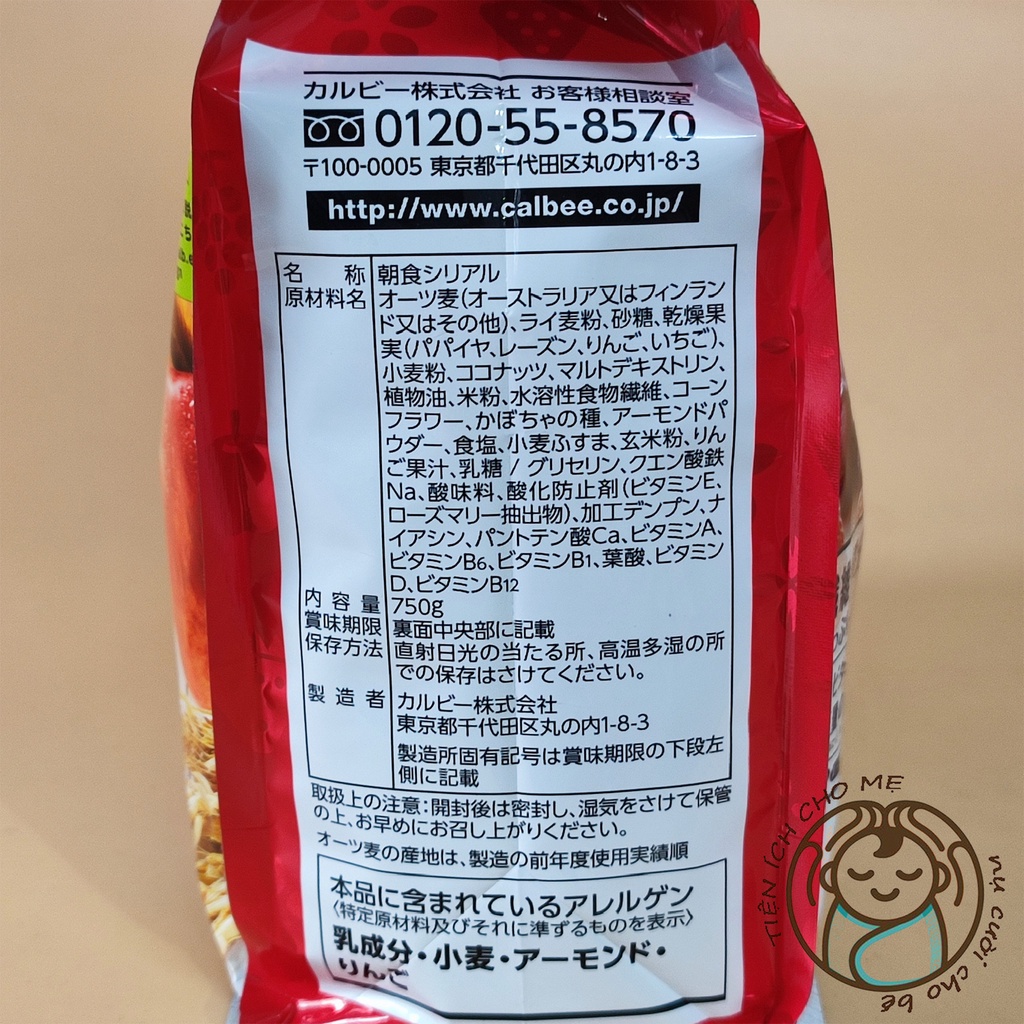 カルビー株式会社 お客様相談室
0120-55-8570
〒100-0005 東京都千代田区丸の内1-8-3
http://www.calbee.co.jp/
名称 朝食シリアル
原材料名 オーツ麦(オーストラリア又はフィンラン
ド又はその他)、ライ麦粉、砂糖、乾燥果
実(パパイヤ、レーズン、りんご、いちご)、
小麦粉、ココナッツ、マルトデキストリン、
植物油、米粉、水溶性食物繊維、コーン
フラワー、かぼちゃの種、アーモンドパ
ウダー、食塩、小麦ふすま、玄米粉、りん
ご果汁、乳糖 / グリセリン、クエン酸鉄
Na、酸味料、酸化防止剤(ビタミンE、
ローズマリー抽出物)、加工デンプン、ナ
イアシン、パントテン酸Ca、ビタミンA、
ビタミンB6、ビタミンB1、葉酸、ビタミン
D、ビタミンB12
内容量 750g
賞味期限 裏面中央部に記載
保存方法 直射日光の当たる所、高温多湿の所
での保存はさけてください。
製造者 カルビー株式会社
東京都千代田区丸の内1-8-3
製造所固有記号は賞味期限の下段左
側に記載
取扱上の注意:開封後は密封し、湿気をさけて保管
の上、お早めにお召し上がりください。
オーツ麦の産地は、製造の前年度使用実績順
本品に含まれているアレルゲン
〈特定原材料及びそれに準ずるものを表示〉
乳成分・小麦・アーモンド・
りんご
TIỆN ÍCH CHO MẸ
nụ cười cho bé